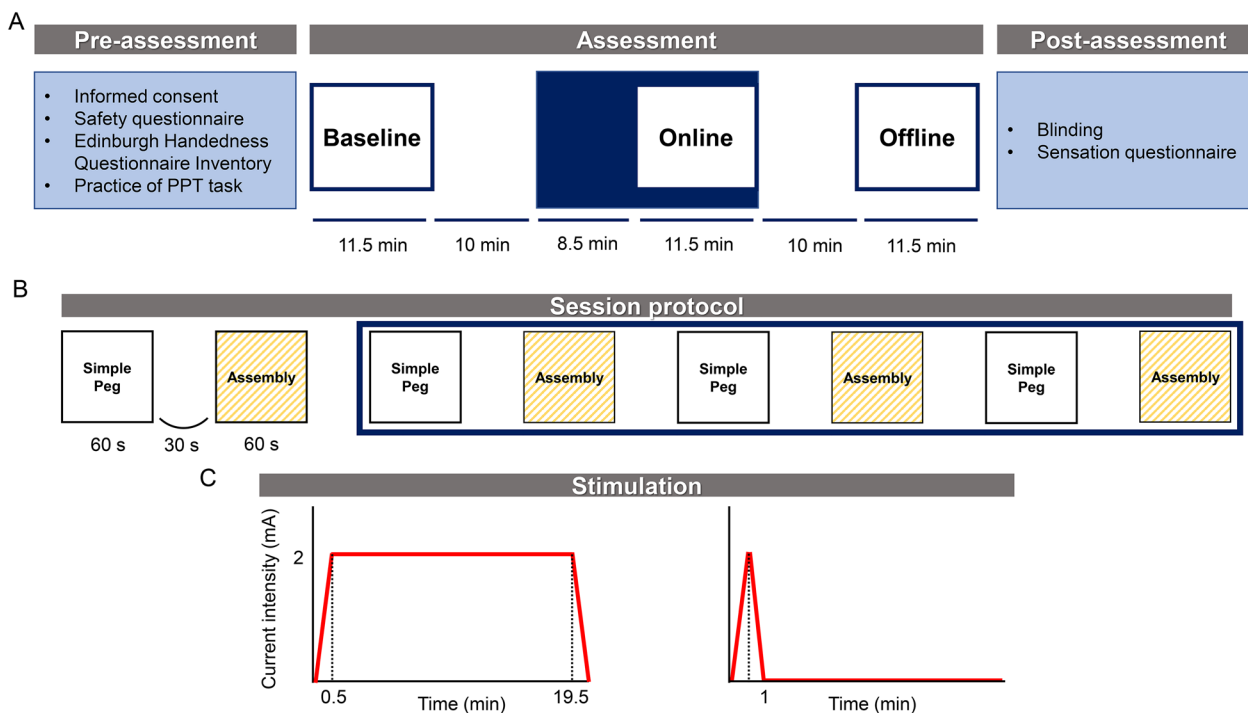 A
Pre-assessment
Assessment
Post-assessment
• Informed consent
• Safety questionnaire
• Edinburgh Handedness
Questionnaire Inventory
• Practice of PPT task
Baseline
Online
Offline
• Blinding
• Sensation questionnaire
11.5 min
10 min
8.5 min
11.5 min
10 min
11.5 min
B
Session protocol
Simple
Peg
Assembly
Simple
Peg
Assembly
Simple
Peg
Assembly
Simple
Peg
Assembly
60 s
30 s
60 s
C
Stimulation
Current intensity (mA)
2
0.5
Time (min)
19.5
1
Time (min)